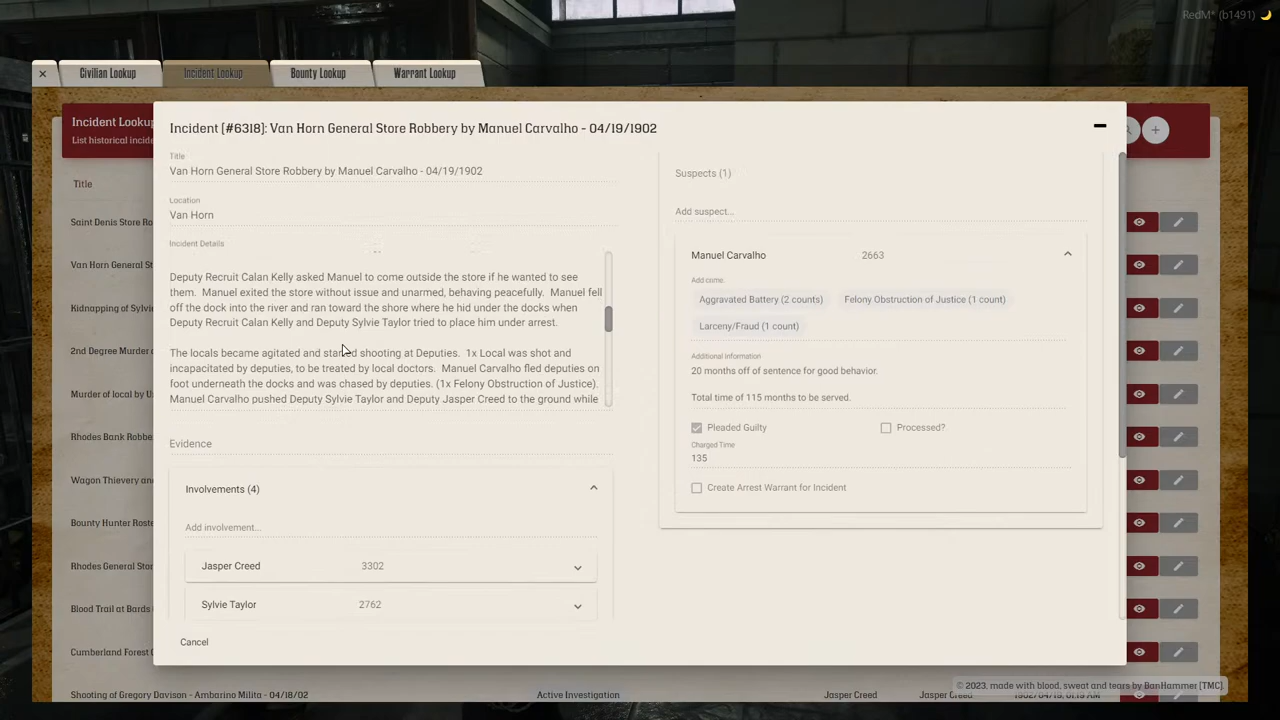 RedM* (b1491)
× Civilian Lookup Incident Lookup Bounty Lookup Warrant Lookup
Incident Lookup
List historical incide
Title
Saint Denis Store Ro
Van Horn General St
Kidnapping of Sylvie
2nd Degree Murder
Murder of local by U
Rhodes Bank Robbe
Wagon Thievery an
Bounty Hunter Roste
Rhodes General Stor
Blood Trail at Bards
Cumberland Forest C
Shooting of Gregory Davison - Ambarino Milita - 04/18/02 Active Investigation Jasper Creed Jasper Creed 1902/04/19, 01:19 AM
Incident [#6318]: Van Horn General Store Robbery by Manuel Carvalho - 04/19/1902
Title
Van Horn General Store Robbery by Manuel Carvalho - 04/19/1902
Location
Van Horn
Incident Details
Deputy Recruit Calan Kelly asked Manuel to come outside the store if he wanted to see
them. Manuel exited the store without issue and unarmed, behaving peacefully. Manuel fell
off the dock into the river and ran toward the shore where he hid under the docks when
Deputy Recruit Calan Kelly and Deputy Sylvie Taylor tried to place him under arrest.
The locals became agitated and started shooting at Deputies. 1x Local was shot and
incapacitated by deputies, to be treated by local doctors. Manuel Carvalho fled deputies on
foot underneath the docks and was chased by deputies. (1x Felony Obstruction of Justice).
Manuel Carvalho pushed Deputy Sylvie Taylor and Deputy Jasper Creed to the ground while
Evidence
Involvements (4)
Add involvement...
Jasper Creed 3302
Sylvie Taylor 2762
Cancel
Suspects (1)
Add suspect...
Manuel Carvalho 2663
Add come:
Aggravated Battery (2 counts) Felony Obstruction of Justice (1 count)
Larceny/Fraud (1 count)
Additional Information
20 months off of sentence for good behavior.
Total time of 115 months to be served.
Pleaded Guilty Processed?
Charged Time
135
Create Arrest Warrant for Incident
© 2023, made with blood, sweat and tears by BanHammer [TMC].